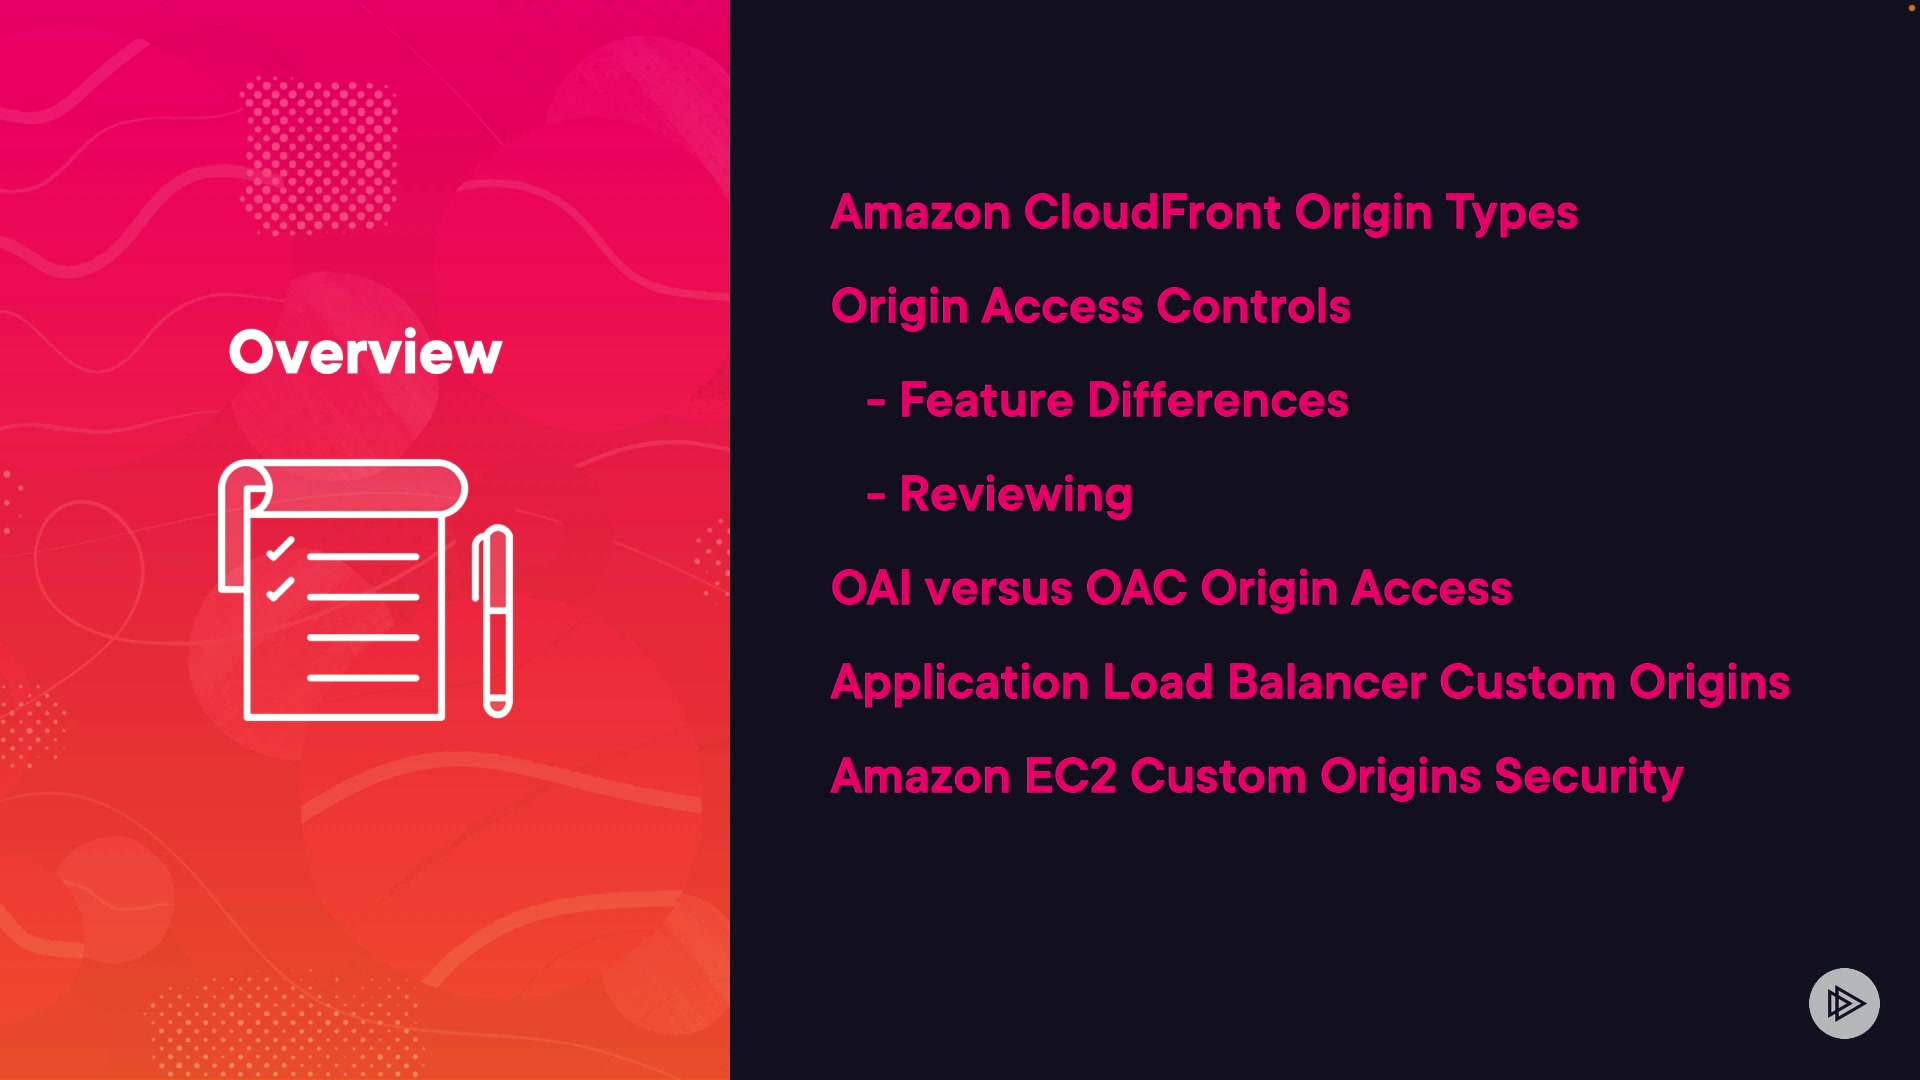 Overview
Amazon CloudFront Origin Types
Origin Access Controls
- Feature Differences
- Reviewing
OAI versus OAC Origin Access
Application Load Balancer Custom Origins
Amazon EC2 Custom Origins Security